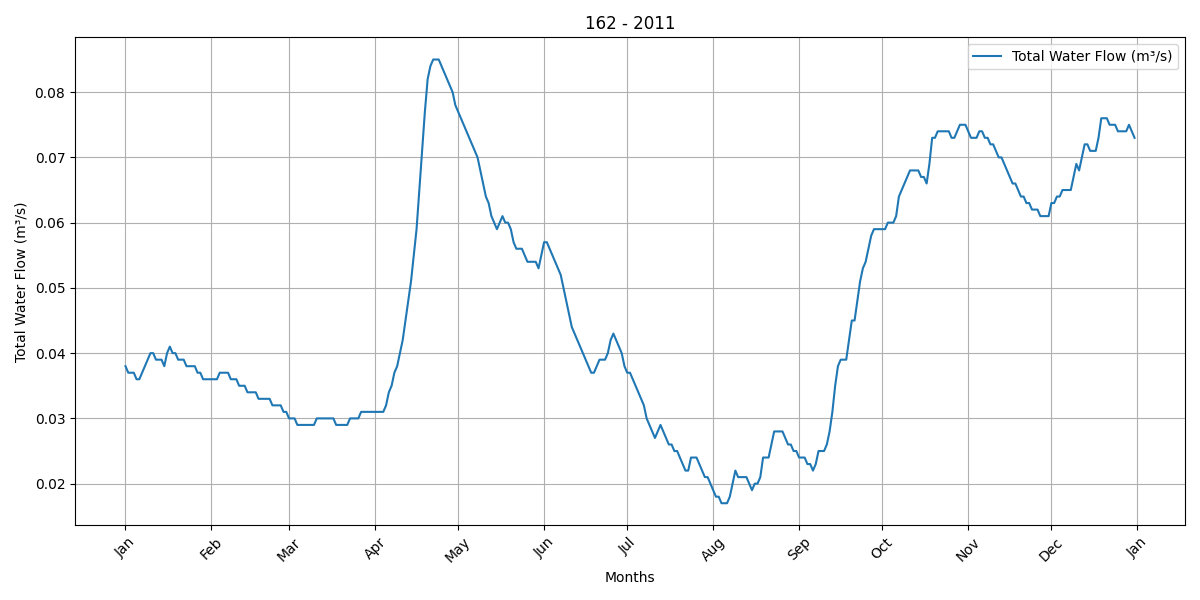 162 - 2011
Total Water Flow (m³/s)
Total Water Flow (m³/s)
0.08
0.07
0.06
0.05
0.04
0.03
0.02
Jan
Feb
Mar
Apr
May
Jun
Jul
Aug
Sep
Oct
Nov
Dec
Jan
Months